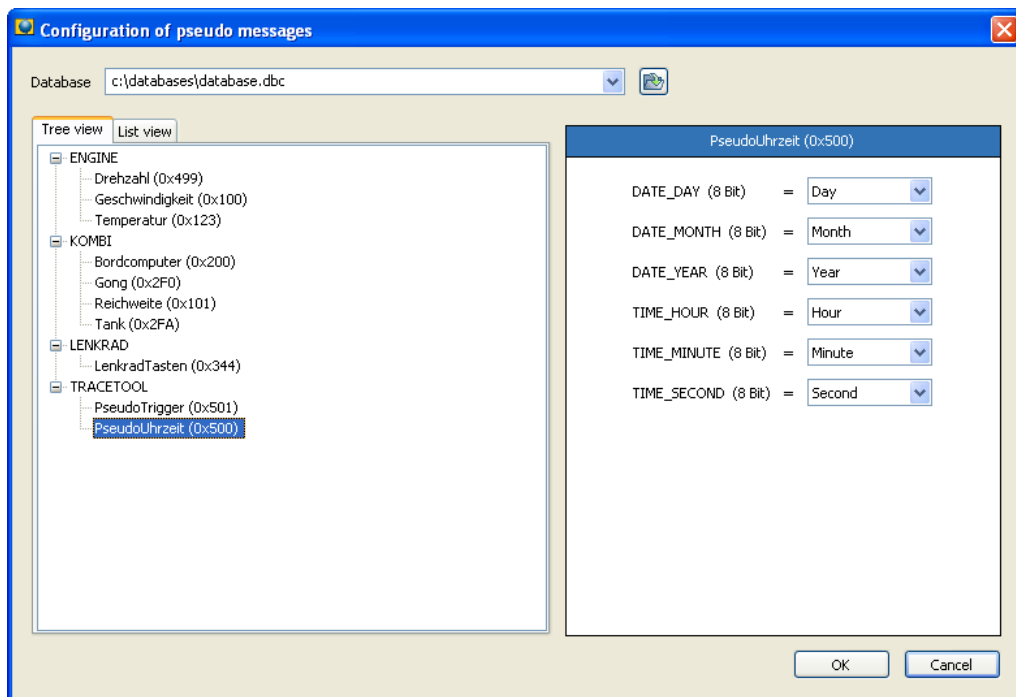 Configuration of pseudo messages
Database c:\databases\database.dbc
Tree view List view
ENGINE
Drehzahl (0x499)
Geschwindigkeit (0x100)
Temperatur (0x123)
KOMBI
Bordcomputer (0x200)
Gong (0x2F0)
Reichweite (0x101)
Tank (0x2FA)
LENKRAD
LenkradTasten (0x344)
TRACETOOL
PseudoTrigger (0x501)
PseudoUhrzeit (0x500)
PseudoUhrzeit (0x500)
DATE_DAY (8 Bit) = Day
DATE_MONTH (8 Bit) = Month
DATE_YEAR (8 Bit) = Year
TIME_HOUR (8 Bit) = Hour
TIME_MINUTE (8 Bit) = Minute
TIME_SECOND (8 Bit) = Second
OK Cancel